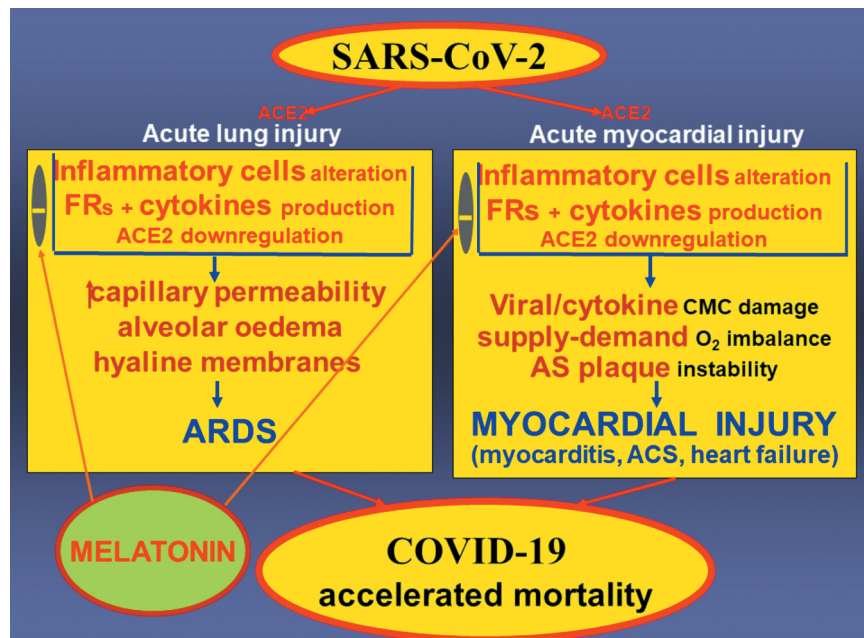 SARS-CoV-2
ACE2
Acute lung injury
Inflammatory cells alteration
FRs + cytokines production
ACE2 downregulation
−
↑capillary permeability
alveolar oedema
hyaline membranes
ARDS
ACE2
Acute myocardial injury
Inflammatory cells alteration
FRs + cytokines production
ACE2 downregulation
−
Viral/cytokine CMC damage
supply-demand O₂ imbalance
AS plaque instability
MYOCARDIAL INJURY
(myocarditis, ACS, heart failure)
MELATONIN
COVID-19
accelerated mortality